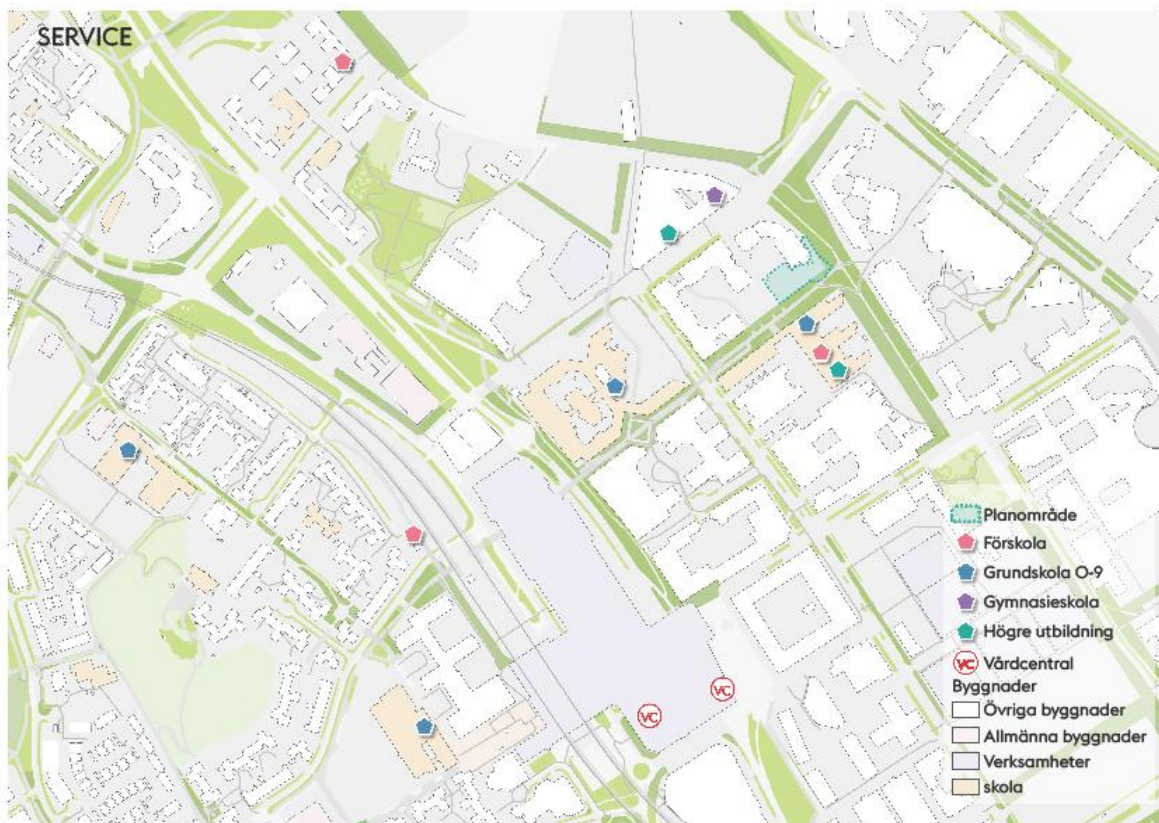 SERVICE
Planområde
Förskola
Grundskola 0-9
Gymnasieskola
Högre utbildning
VC Vårdcentral
Byggnader
Övriga byggnader
Allmänna byggnader
Verksamheter
skola
VC
VC